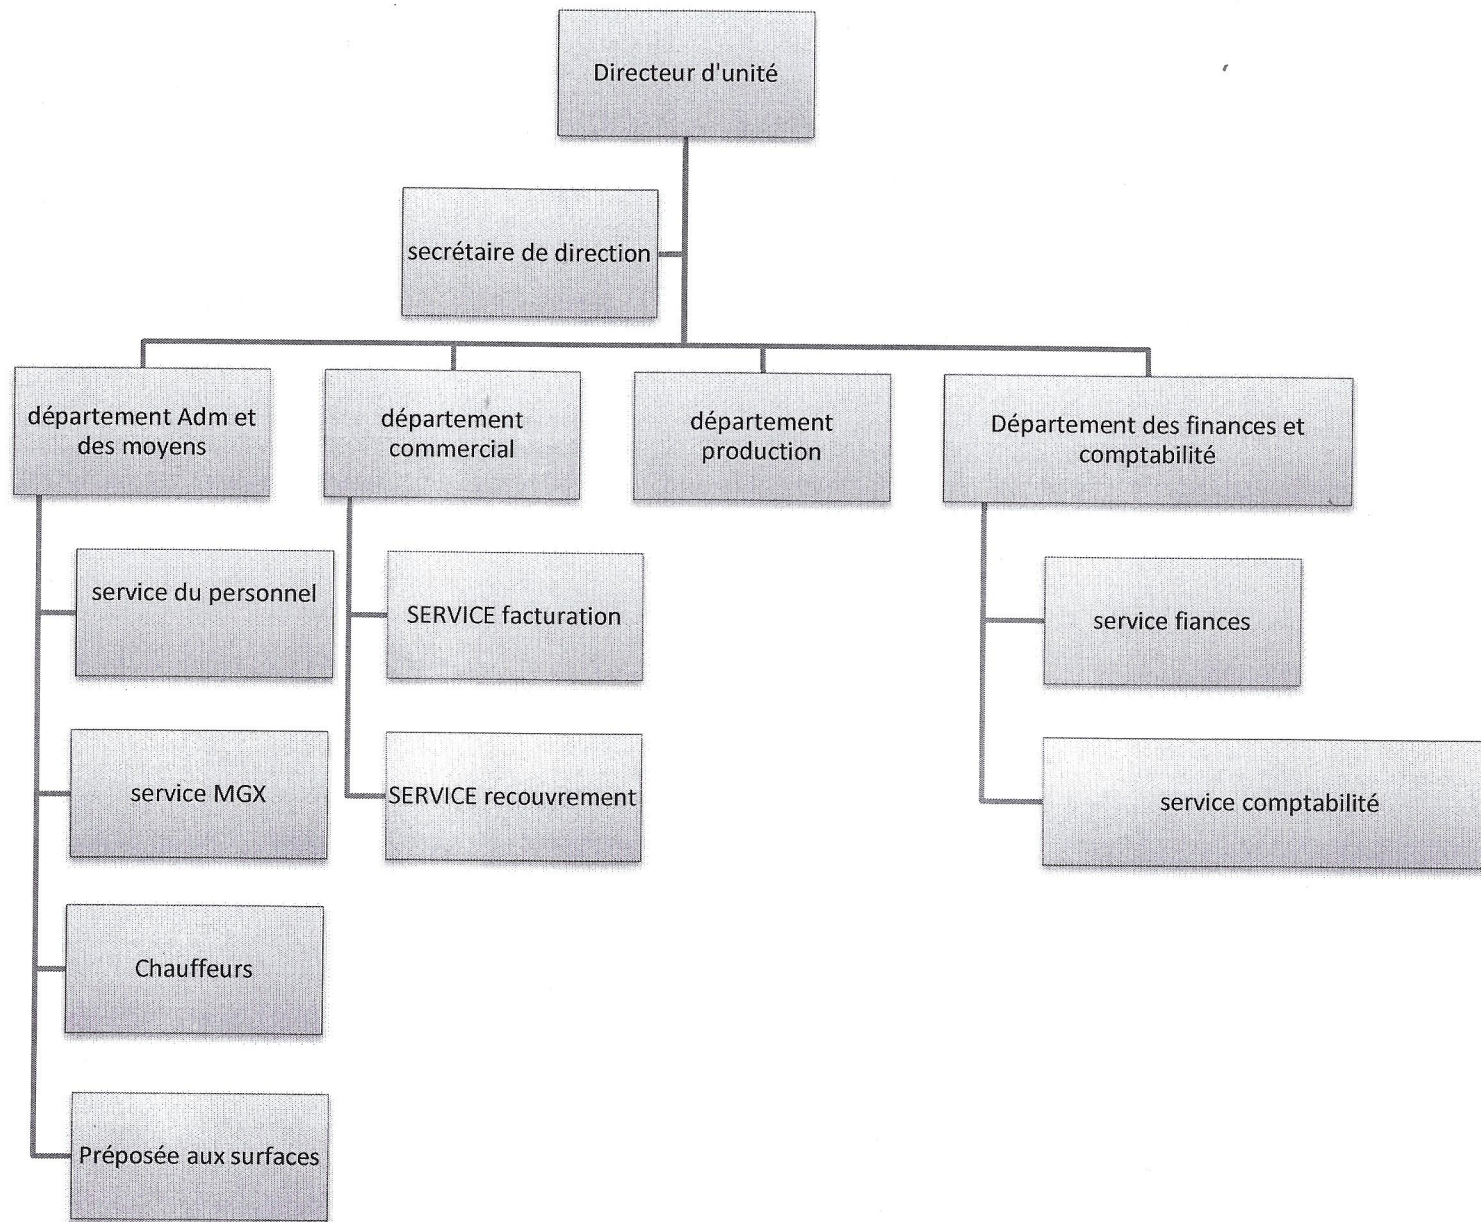 Directeur d'unité
secrétaire de direction
département Adm et
des moyens
département
commercial
département
production
Département des finances et
comptabilité
service du personnel
SERVICE facturation
service fiances
service MGX
SERVICE recouvrement
service comptabilité
Chauffeurs
Préposée aux surfaces